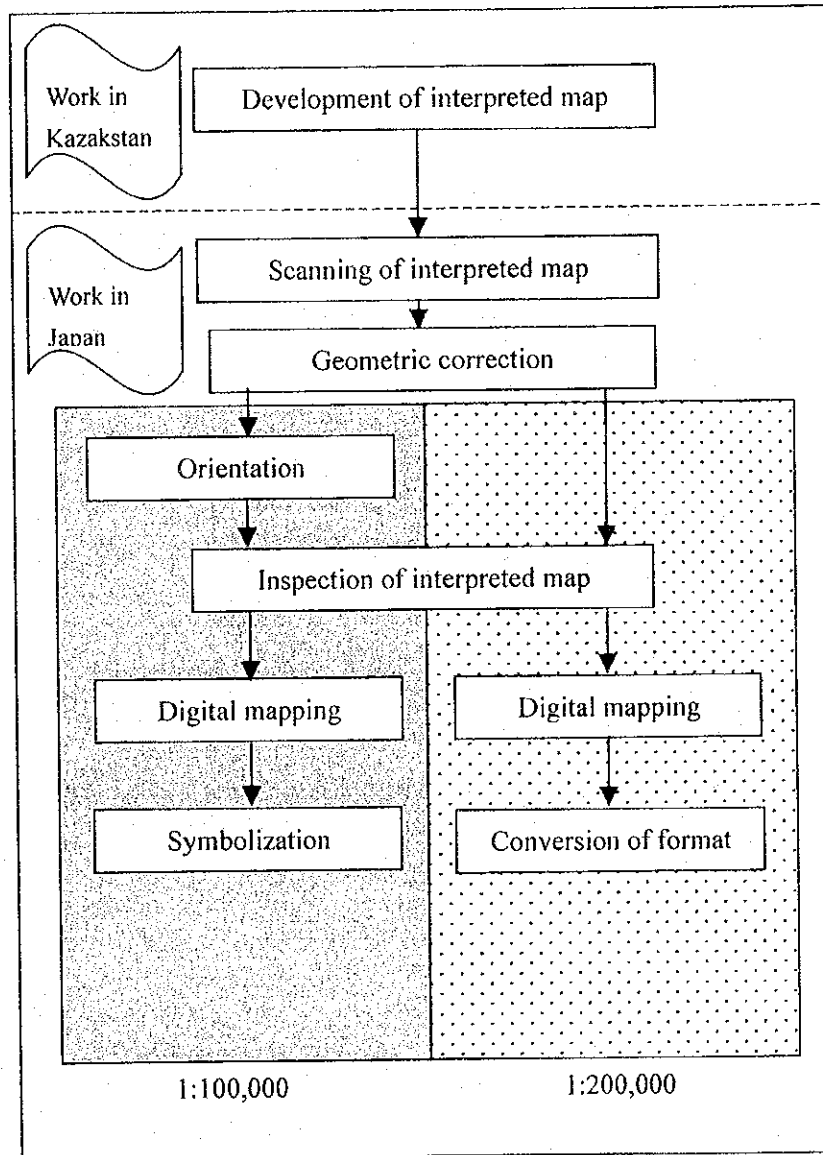 Work in
Kazakstan
Development of interpreted map
Scanning of interpreted map
Work in
Japan
Geometric correction
Orientation
Inspection of interpreted map
Digital mapping
Digital mapping
Symbolization
Conversion of format
1:100,000
1:200,000